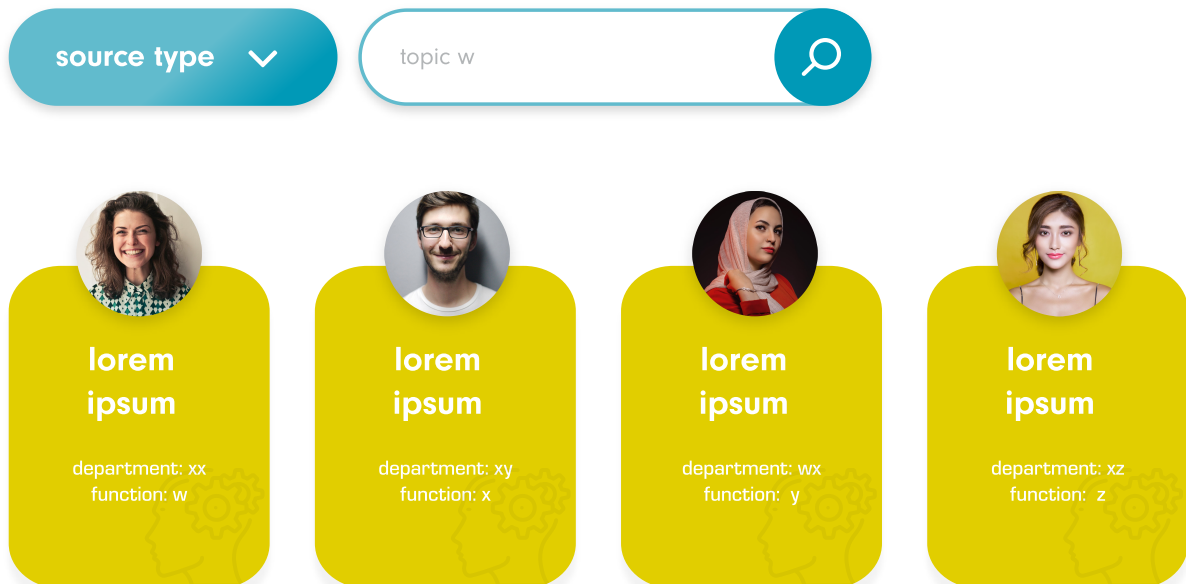 source type
topic w
lorem
ipsum
department: xx
function: w
lorem
ipsum
department: xy
function: x
lorem
ipsum
department: wx
function:  y
lorem
ipsum
department: xz
function:  z